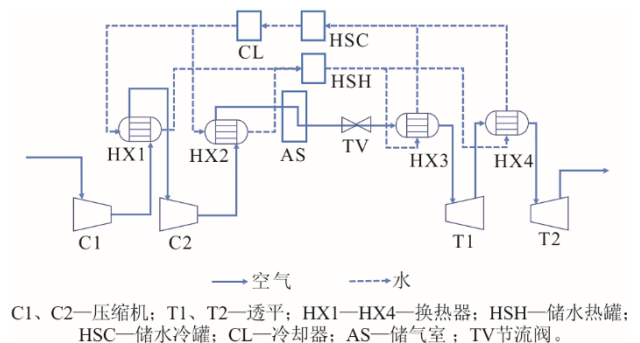 HSC
CL
HSH
HX1
HX2
AS
TV
HX3
HX4
C1
C2
T1
T2
空气
水
C1、C2—压缩机；T1、T2—透平；HX1—HX4—换热器；HSH—储水热罐；
HSC—储水冷罐；CL—冷却器；AS—储气室；TV节流阀。